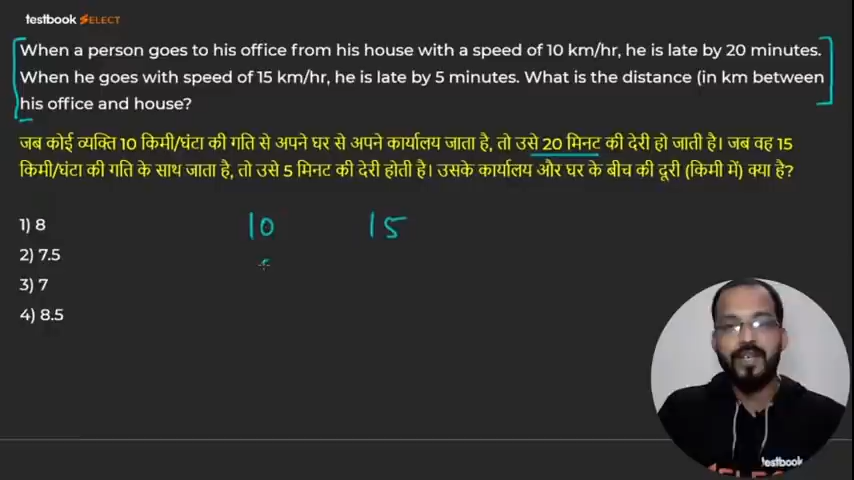 testbook SELECT
When a person goes to his office from his house with a speed of 10 km/hr, he is late by 20 minutes.
When he goes with speed of 15 km/hr, he is late by 5 minutes. What is the distance (in km between
his office and house?
जब कोई व्यक्ति 10 किमी/घंटा की गति से अपने घर से अपने कार्यालय जाता है, तो उसे 20 मिनट की देरी हो जाती है। जब वह 15
किमी/घंटा की गति के साथ जाता है, तो उसे 5 मिनट की देरी होती है। उसके कार्यालय और घर के बीच की दूरी (किमी में) क्या है?
1) 8
10 15
2) 7.5
3) 7
4) 8.5
testbook
SELECT